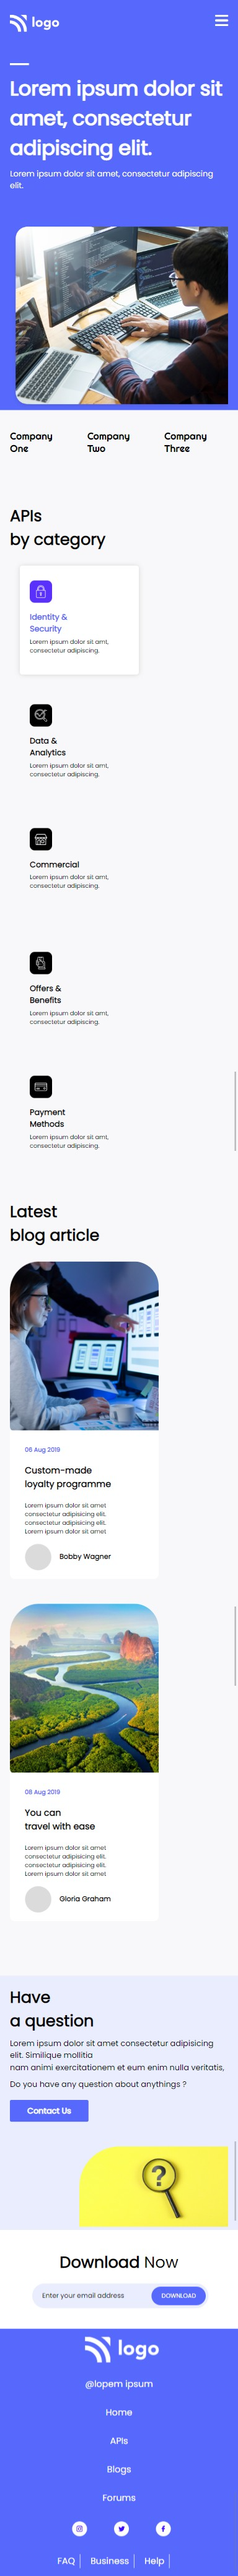 logo
Lorem ipsum dolor sit
amet, consectetur
adipiscing elit.
Lorem ipsum dolor sit amet, consectetur adipiscing
elit.
Company
One
Company
Two
Company
Three
APIs
by category
Identity &
Security
Lorem ipsum dolor sit amt,
consectetur adipiscing.
Data &
Analytics
Lorem ipsum dolor sit amt,
consectetur adipiscing.
Commercial
Lorem ipsum dolor sit amt,
consectetur adipiscing.
Offers &
Benefits
Lorem ipsum dolor sit amt,
consectetur adipiscing.
Payment
Methods
Lorem ipsum dolor sit amt,
consectetur adipiscing.
Latest
blog article
06 Aug 2019
Custom-made
loyalty programme
Lorem ipsum dolor sit amet
consectetur adipisicing elit.
consectetur adipisicing elit.
Lorem ipsum dolor sit amet
Bobby Wagner
06 Aug 2019
You can
travel with ease
Lorem ipsum dolor sit amet
consectetur adipisicing elit.
consectetur adipisicing elit.
Lorem ipsum dolor sit amet
Gloria Graham
Have
a question
Lorem ipsum dolor sit amet consectetur adipisicing
elit. Similique mollitia
nam animi exercitationem et eum enim nulla veritatis,
Do you have any question about anythings ?
Contact Us
?
Download Now
Enter your email address
DOWNLOAD
logo
@lopem ipsum
Home
APIs
Blogs
Forums
FAQ
Business
Help